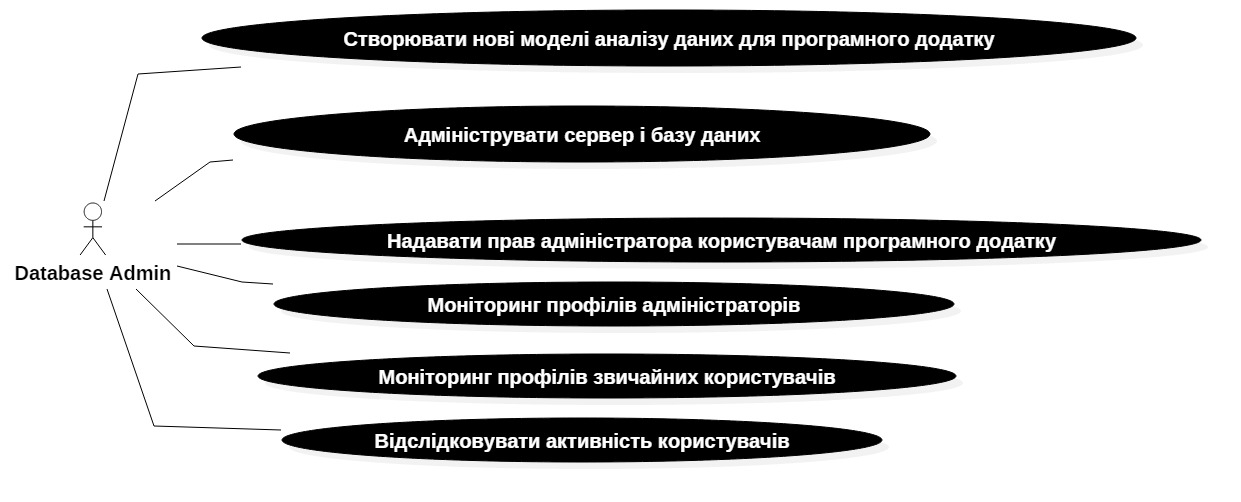 Створювати нові моделі аналізу даних для програмного додатку
Адмініструвати сервер і базу даних
Надавати прав адміністратора користувачам програмного додатку
Database Admin
Моніторинг профілів адміністраторів
Моніторинг профілів звичайних користувачів
Відслідковувати активність користувачів